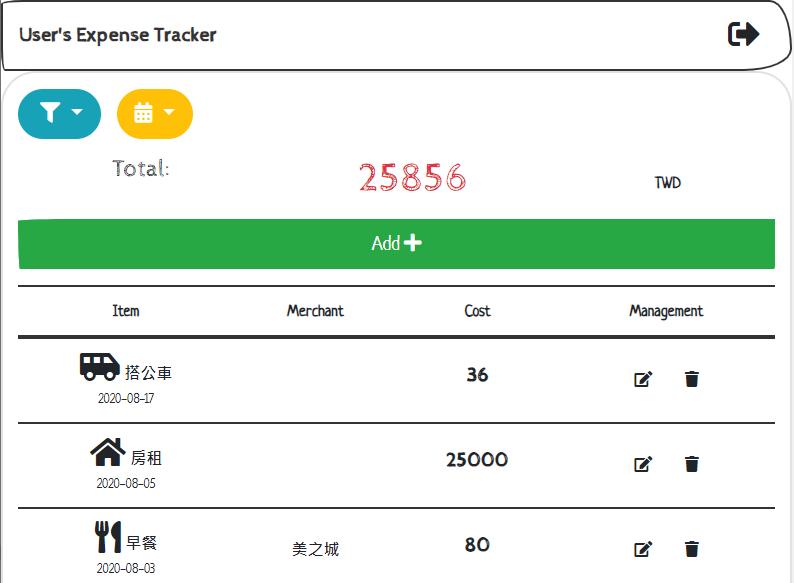 User's Expense Tracker
Total: 25856 TWD
Add
Item Merchant Cost Management
搭公車 36
2020-08-17
房租 25000
2020-08-05
早餐 美之城 80
2020-08-03